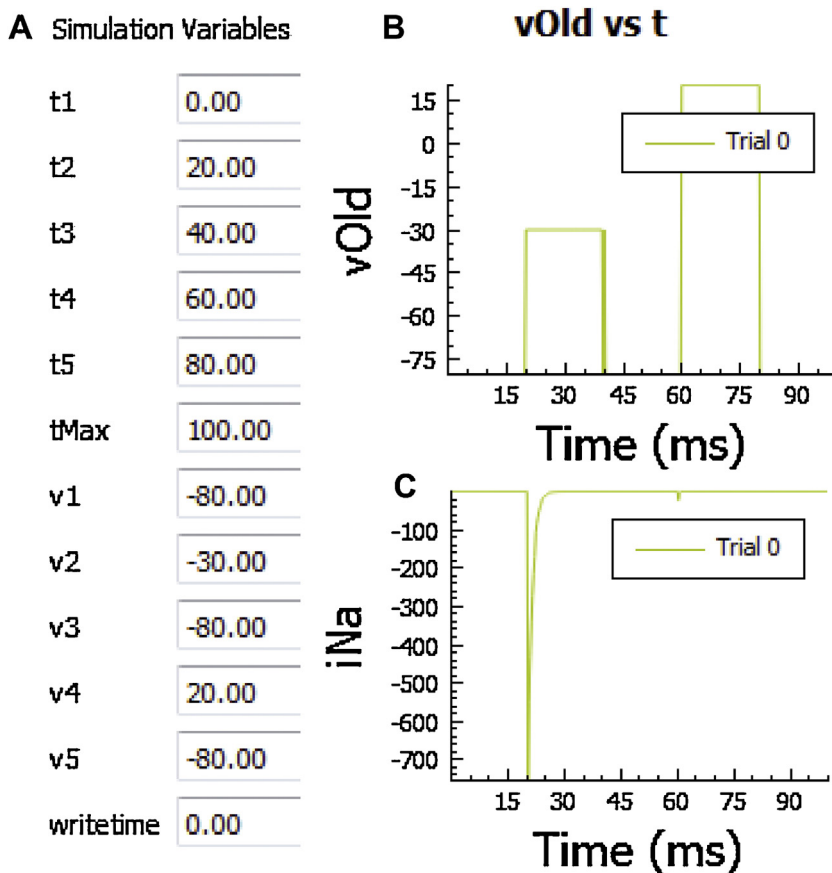 A Simulation Variables
t1 0.00
t2 20.00
t3 40.00
t4 60.00
t5 80.00
tMax 100.00
v1 -80.00
v2 -30.00
v3 -80.00
v4 20.00
v5 -80.00
writetime 0.00
B vOld vs t
15
0
-15
-30
-45
-60
-75
vOld
Trial 0
15 30 45 60 75 90
Time (ms)
C
-100
-200
-300
-400
-500
-600
-700
iNa
Trial 0
15 30 45 60 75 90
Time (ms)